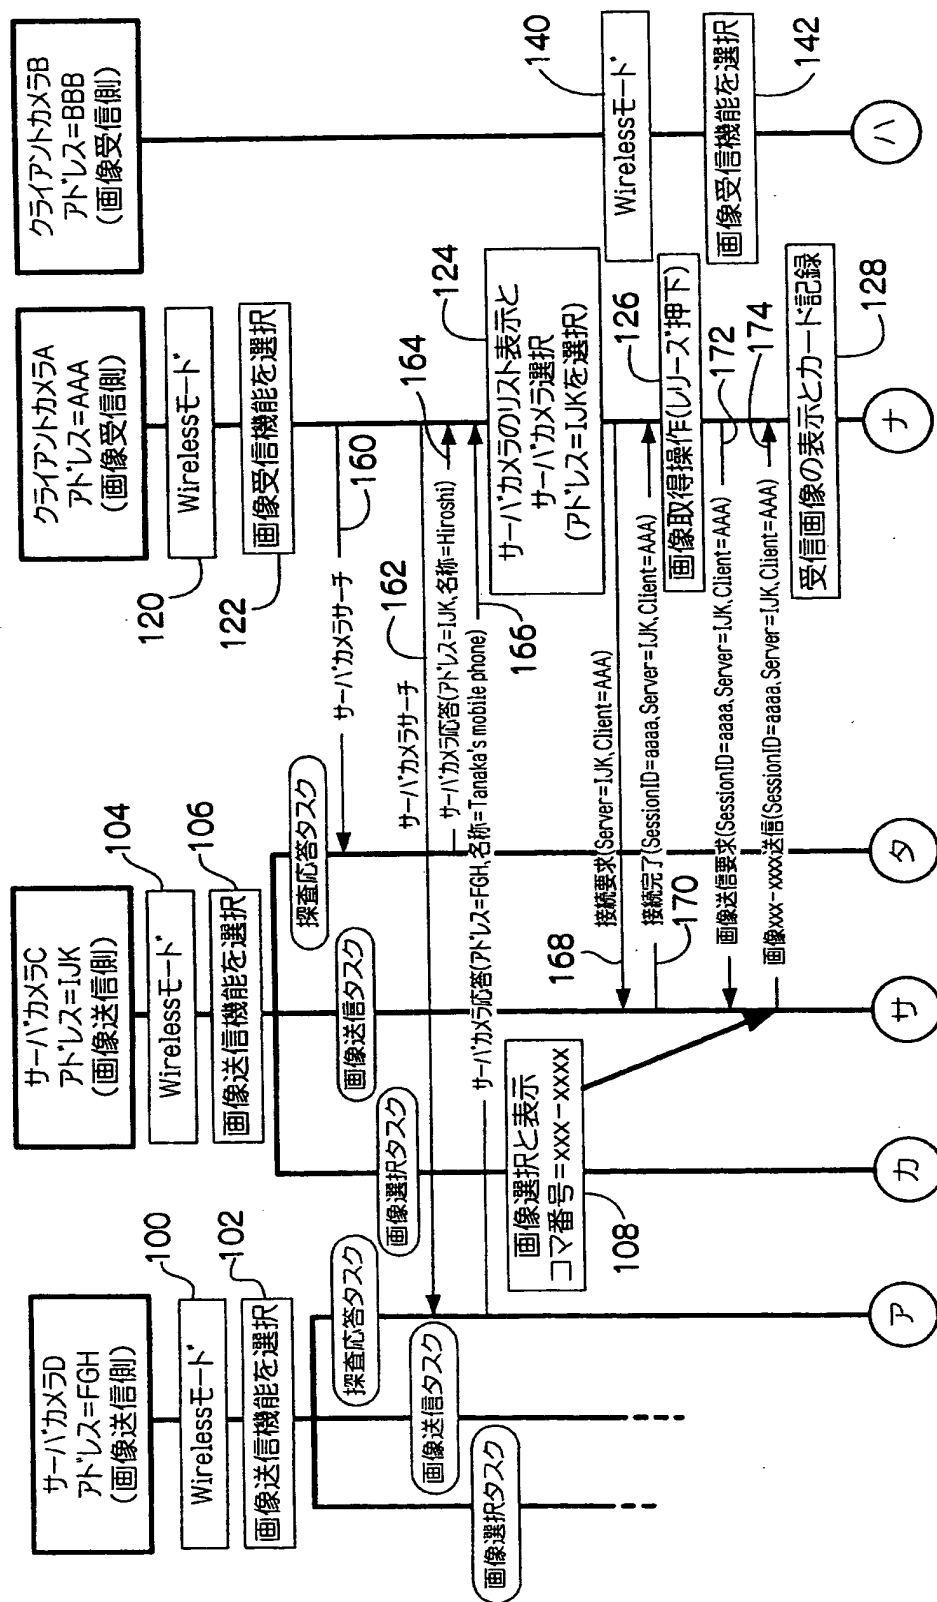 サーバカメラD
アドレス=FGH
(画像送信側)
100
Wirelessモード
102
画像送信機能を選択
探査応答タスク
画像送信タスク
画像選択タスク
ア
サーバカメラC
アドレス=IJK
(画像送信側)
104
Wirelessモード
106
画像送信機能を選択
探査応答タスク
画像送信タスク
画像選択タスク
画像選択と表示
コマ番号=xxx-xxxx
108
カ
サ
タ
クライアントカメラA
アドレス=AAA
(画像受信側)
120
Wirelessモード
122
画像受信機能を選択
サーバカメラサーチ
160
サーバカメラサーチ
162
サーバカメラ応答(アドレス=IJK,名称=Hiroshi)
164
サーバカメラ応答(アドレス=FGH,名称=Tanaka's mobile phone)
166
124
サーバカメラのリスト表示と
サーバカメラ選択
(アドレス=IJKを選択)
接続要求(Server=IJK,Client=AAA)
168
接続完了(SessionID=aaaa,Server=IJK,Client=AAA)
170
126
画像取得操作(レリーズ押下)
画像送信要求(SessionID=aaaa,Server=IJK,Client=AAA)
172
画像xxx-xxxx送信(SessionID=aaaa,Server=IJK,Client=AAA)
174
受信画像の表示とカード記録
128
ナ
クライアントカメラB
アドレス=BBB
(画像受信側)
140
Wirelessモード
画像受信機能を選択
142
ハ